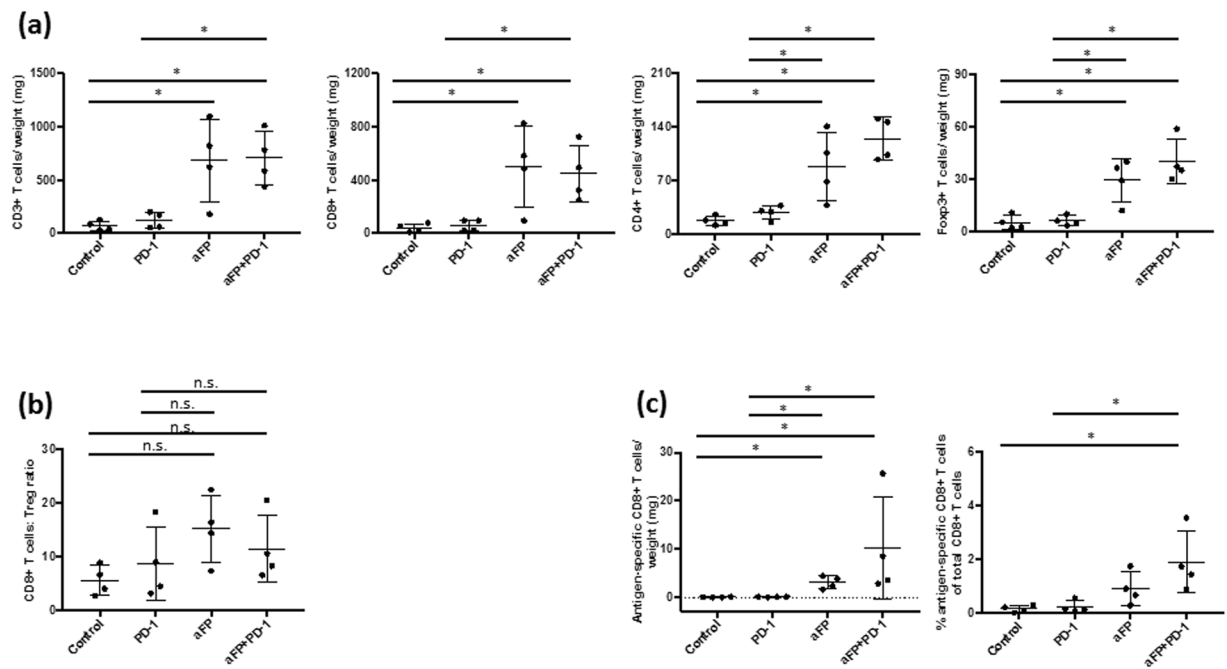 (a)
*
*
*
CD3+ T cells/ weight (mg)
1500
1000
500
0
Control
PD-1
aFP
aFP+PD-1
*
*
*
CD8+ T cells/ weight (mg)
1200
800
400
0
Control
PD-1
aFP
aFP+PD-1
*
*
*
*
CD4+ T cells/ weight (mg)
210
140
70
0
Control
PD-1
aFP
aFP+PD-1
*
*
*
*
Foxp3+ T cells/ weight (mg)
90
60
30
0
Control
PD-1
aFP
aFP+PD-1
(b)
n.s.
n.s.
n.s.
n.s.
CD8+ T cells: Treg ratio
30
20
10
0
Control
PD-1
aFP
aFP+PD-1
(c)
*
*
*
*
Antigen-specific CD8+ T cells/
weight (mg)
30
20
10
0
Control
PD-1
aFP
aFP+PD-1
*
*
% antigen-specific CD8+ T cells
of total CD8+ T cells
6
4
2
0
Control
PD-1
aFP
aFP+PD-1